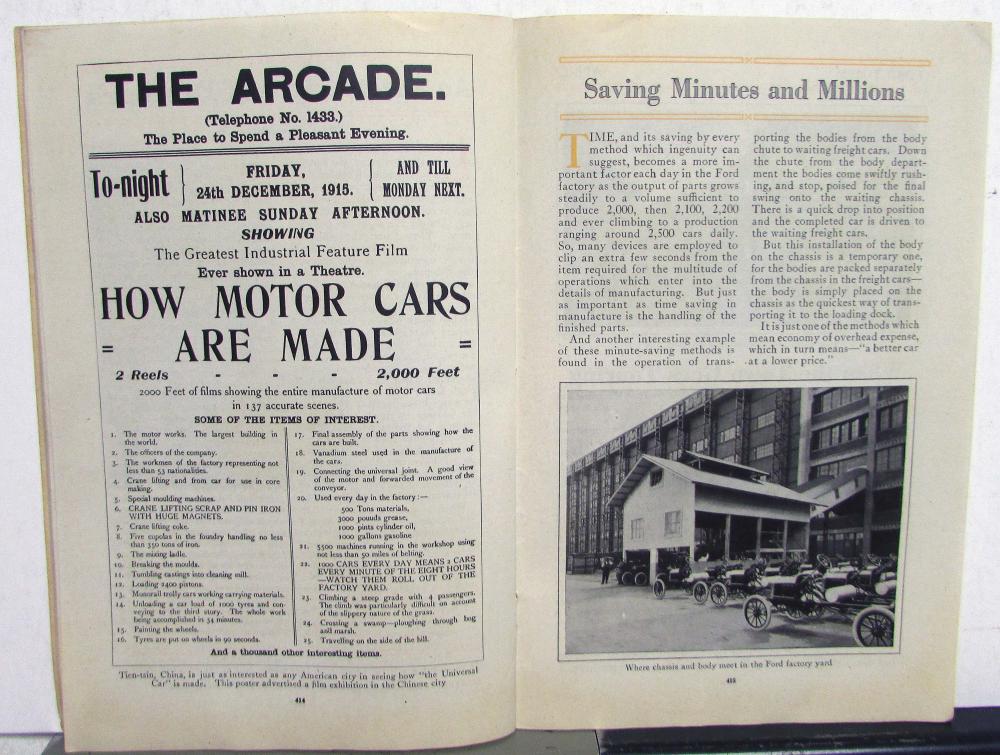 THE ARCADE.
(Telephone No. 1433.)
The Place to Spend a Pleasant Evening.
To-night
FRIDAY,
24th DECEMBER, 1915.
AND TILL
MONDAY NEXT.
ALSO MATINEE SUNDAY AFTERNOON.
SHOWING
The Greatest Industrial Feature Film
Ever shown in a Theatre.
HOW MOTOR CARS
= ARE MADE =
2 Reels - - - 2,000 Feet
2000 Feet of films showing the entire manufacture of motor cars
in 137 accurate scenes.
SOME OF THE ITEMS OF INTEREST.
1. The motor works. The largest building in
the world.
2. The officers of the company.
3. The workmen of the factory representing not
less than 53 nationalities.
4. Crane lifting and from car for use in core
making.
5. Special moulding machines.
6. CRANE LIFTING SCRAP AND PIN IRON
WITH HUGE MAGNETS.
7. Crane lifting coke.
8. Five cupolas in the foundry handling no less
than 350 tons of iron.
9. The mixing ladle.
10. Breaking the moulds.
11. Tumbling castings into cleaning mill.
12. Loading 2400 pistons.
13. Monorail trolly cars working carrying materials.
14. Unloading a car load of 1000 tyres and con-
veying to the third story. The whole work
being accomplished in 34 minutes.
15. Painting the wheels.
16. Tyres are put on wheels in 90 seconds.
17. Final assembly of the parts showing how the
cars are built.
18. Vanadium steel used in the manufacture of
the cars.
19. Connecting the universal joint. A good view
of the motor and forwarded movement of the
conveyor.
20. Used every day in the factory:—
500 Tons materials,
3000 pounds grease,
1000 pints cylinder oil,
1000 gallons gasoline
21. 5500 machines running in the workshop using
not less than 50 miles of belting.
22. 1000 CARS EVERY DAY MEANS 2 CARS
EVERY MINUTE OF THE EIGHT HOURS
—WATCH THEM ROLL OUT OF THE
FACTORY YARD.
23. Climbing a steep grade with 4 passengers.
The climb was particularly difficult on account
of the slippery nature of the grass.
24. Crossing a swamp—ploughing through bog
and marsh.
25. Travelling on the side of the hill.
And a thousand other interesting items.
Tien-tsin, China, is just as interested as any American city in seeing how "the Universal
Car" is made. This poster advertised a film exhibition in the Chinese city
414
Saving Minutes and Millions
TIME, and its saving by every
method which ingenuity can
suggest, becomes a more im-
portant factor each day in the Ford
factory as the output of parts grows
steadily to a volume sufficient to
produce 2,000, then 2,100, 2,200
and ever climbing to a production
ranging around 2,500 cars daily.
So, many devices are employed to
clip an extra few seconds from the
item required for the multitude of
operations which enter into the
details of manufacturing. But just
as important as time saving in
manufacture is the handling of the
finished parts.
And another interesting example
of these minute-saving methods is
found in the operation of trans-
porting the bodies from the body
chute to waiting freight cars. Down
the chute from the body depart-
ment the bodies come swiftly rush-
ing, and stop, poised for the final
swing onto the waiting chassis.
There is a quick drop into position
and the completed car is driven to
the waiting freight cars.
But this installation of the body
on the chassis is a temporary one,
for the bodies are packed separately
from the chassis in the freight cars—
the body is simply placed on the
chassis as the quickest way of trans-
porting it to the loading dock.
It is just one of the methods which
mean economy of overhead expense,
which in turn means—"a better car
at a lower price."
Where chassis and body meet in the Ford factory yard
415